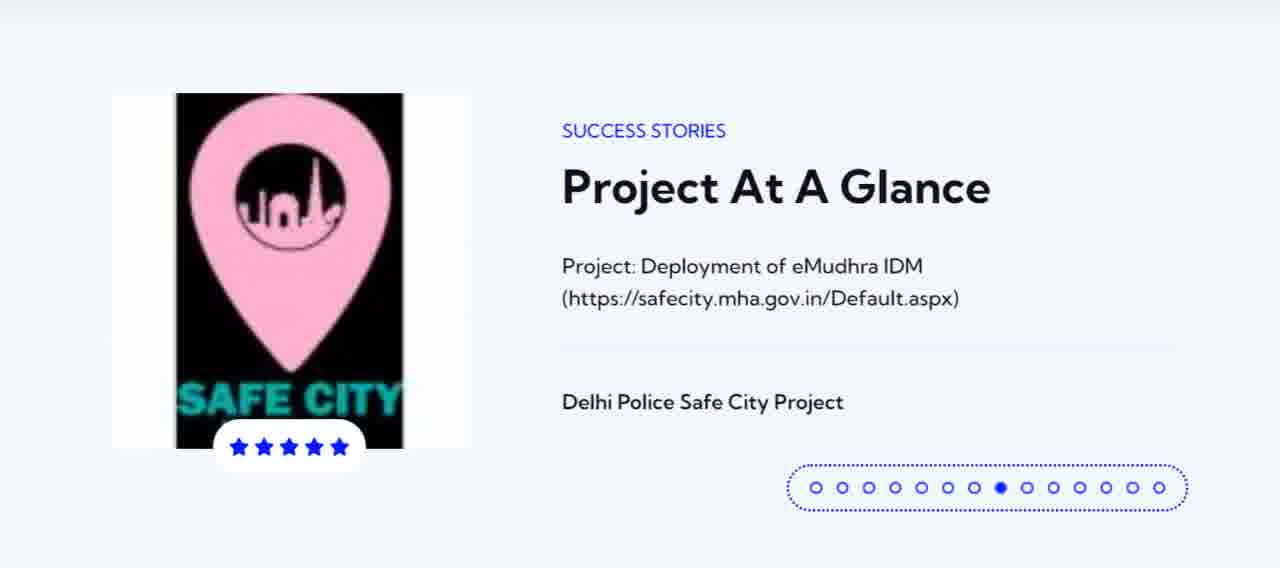 SUCCESS STORIES
Project At A Glance
Project: Deployment of eMudhra IDM
(https://safecity.mha.gov.in/Default.aspx)
SAFE CITY
Delhi Police Safe City Project